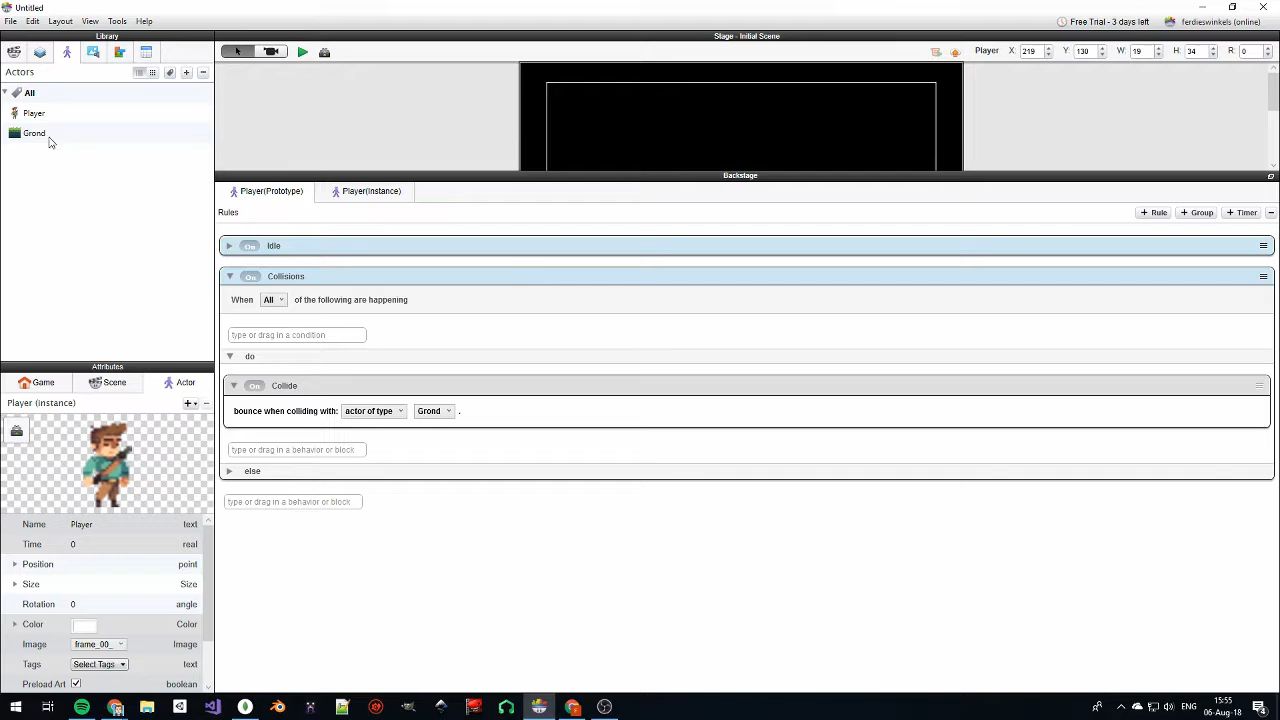 Untitled
File Edit Layout View Tools Help
Free Trial - 3 days left ferdieswinkels (online)
Library
Stage - Initial Scene
Player X: 219 Y: 130 W: 19 H: 34 R: 0
Actors
All
Player
Grond
Backstage
Player(Prototype) Player(Instance)
Rules + Rule + Group + Timer
On Idle
On Collisions
When All of the following are happening
type or drag in a condition
do
On Collide
bounce when colliding with: actor of type Grond .
type or drag in a behavior or block
else
type or drag in a behavior or block
Attributes
Game Scene Actor
Player (instance)
Name Player text
Time 0 real
Position point
Size Size
Rotation 0 angle
Color Color
Image frame_00_ Image
Tags Select Tags text
Preload Art boolean
ENG
15:55
06-Aug-18